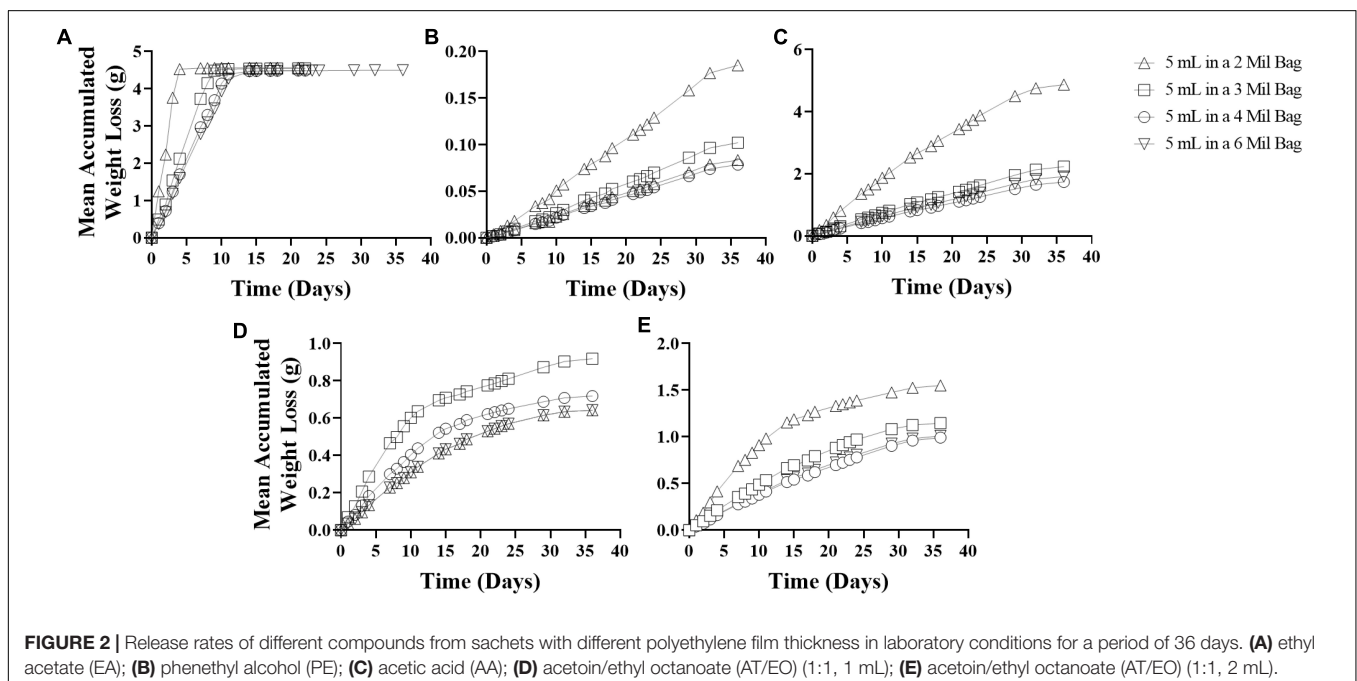 A
Mean Accumulated
Weight Loss (g)
5
4
3
2
1
0
0 5 10 15 20 25 30 35 40
Time (Days)
B
0.20
0.15
0.10
0.05
0.00
0 5 10 15 20 25 30 35 40
Time (Days)
C
6
4
2
0
0 5 10 15 20 25 30 35 40
Time (Days)
5 mL in a 2 Mil Bag
5 mL in a 3 Mil Bag
5 mL in a 4 Mil Bag
5 mL in a 6 Mil Bag
D
Mean Accumulated
Weight Loss (g)
1.0
0.8
0.6
0.4
0.2
0.0
0 5 10 15 20 25 30 35 40
Time (Days)
E
2.0
1.5
1.0
0.5
0.0
0 5 10 15 20 25 30 35 40
Time (Days)
FIGURE 2 | Release rates of different compounds from sachets with different polyethylene film thickness in laboratory conditions for a period of 36 days. (A) ethyl
acetate (EA); (B) phenethyl alcohol (PE); (C) acetic acid (AA); (D) acetoin/ethyl octanoate (AT/EO) (1:1, 1 mL); (E) acetoin/ethyl octanoate (AT/EO) (1:1, 2 mL).